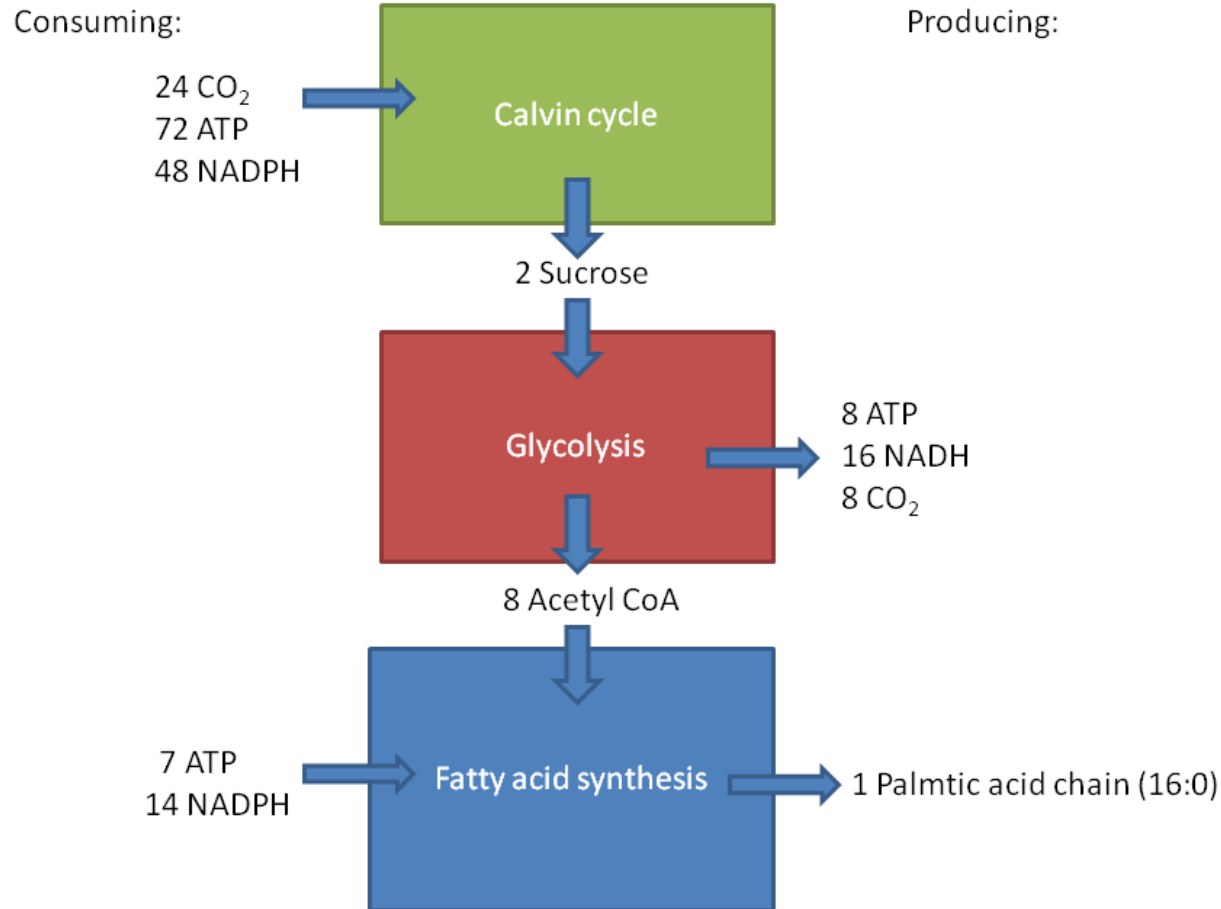 Consuming:
Producing:
24 CO₂
72 ATP
48 NADPH
Calvin cycle
2 Sucrose
Glycolysis
8 ATP
16 NADH
8 CO₂
8 Acetyl CoA
7 ATP
14 NADPH
Fatty acid synthesis
1 Palmtic acid chain (16:0)